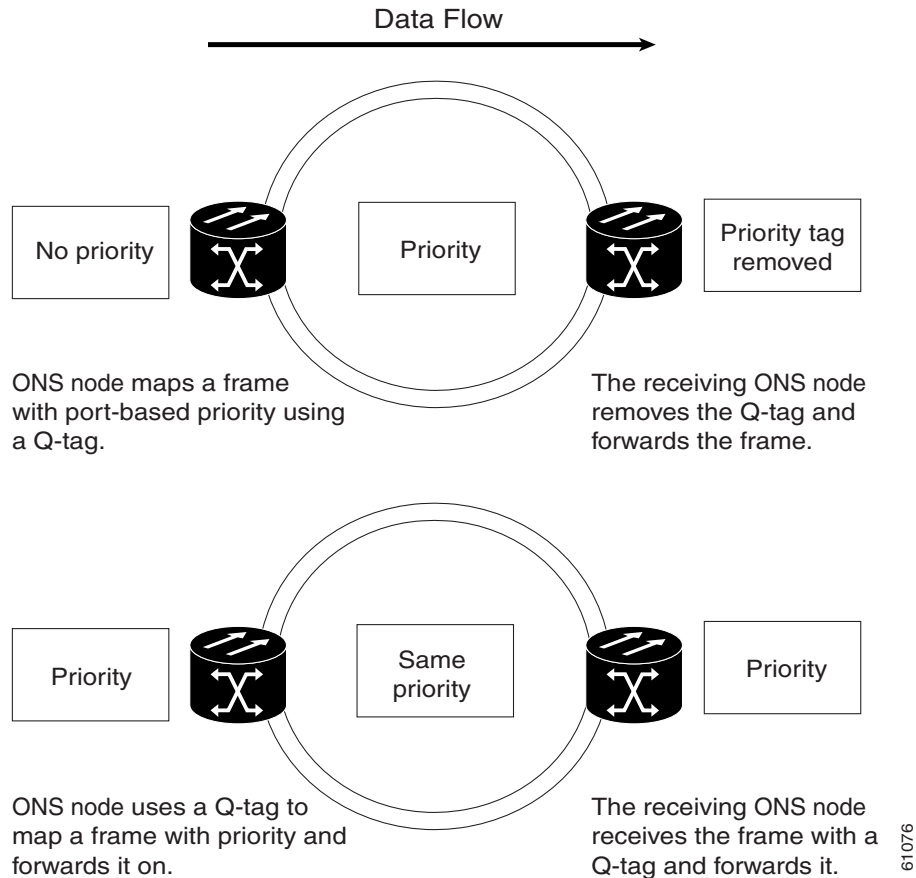 Data Flow
No priority
Priority
Priority tag
removed
ONS node maps a frame
with port-based priority using
a Q-tag.
The receiving ONS node
removes the Q-tag and
forwards the frame.
Priority
Same
priority
Priority
ONS node uses a Q-tag to
map a frame with priority and
forwards it on.
The receiving ONS node
receives the frame with a
Q-tag and forwards it.
61076